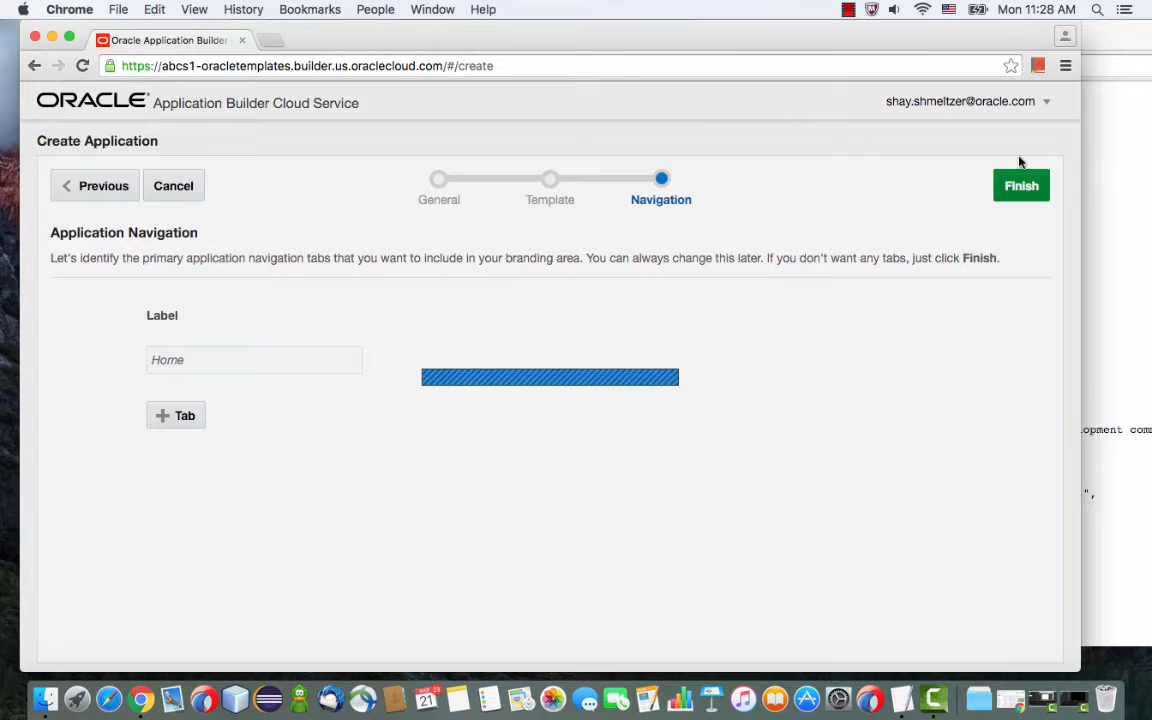 Chrome File Edit View History Bookmarks People Window Help Mon 11:28 AM
Oracle Application Builder
https://abcs1-oracletemplates.builder.us.oraclecloud.com/#/create
ORACLE® Application Builder Cloud Service shay.shmeltzer@oracle.com
Create Application
Previous Cancel Finish
General Template Navigation
Application Navigation
Let's identify the primary application navigation tabs that you want to include in your branding area. You can always change this later. If you don't want any tabs, just click Finish.
Label
Home
Tab
",
21